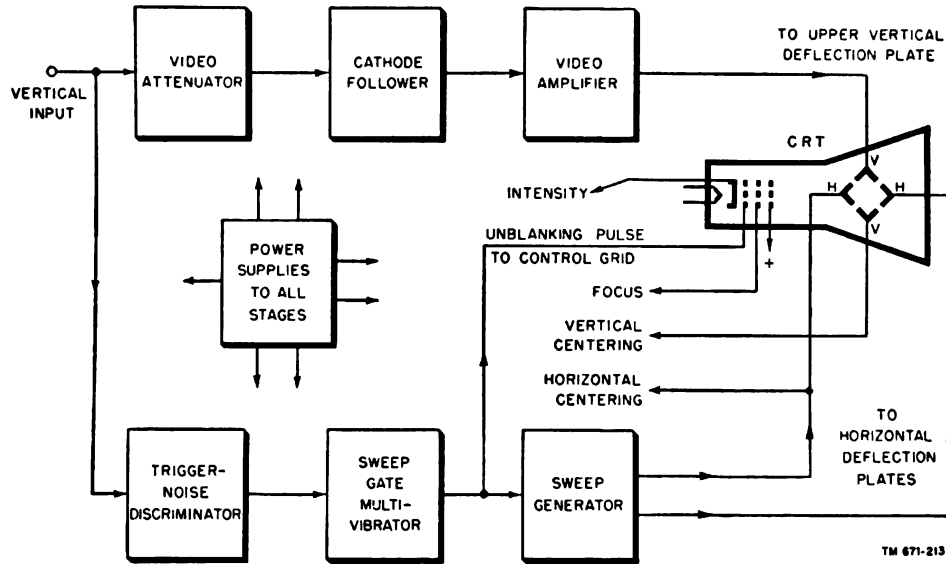 TO UPPER VERTICAL
DEFLECTION PLATE
VERTICAL
INPUT
VIDEO
ATTENUATOR
CATHODE
FOLLOWER
VIDEO
AMPLIFIER
CRT
V
H
H
V
INTENSITY
UNBLANKING PULSE
TO CONTROL GRID
+
FOCUS
VERTICAL
CENTERING
HORIZONTAL
CENTERING
POWER
SUPPLIES
TO ALL
STAGES
TO
HORIZONTAL
DEFLECTION
PLATES
TRIGGER-
NOISE
DISCRIMINATOR
SWEEP
GATE
MULTI-
VIBRATOR
SWEEP
GENERATOR
TM 671-213